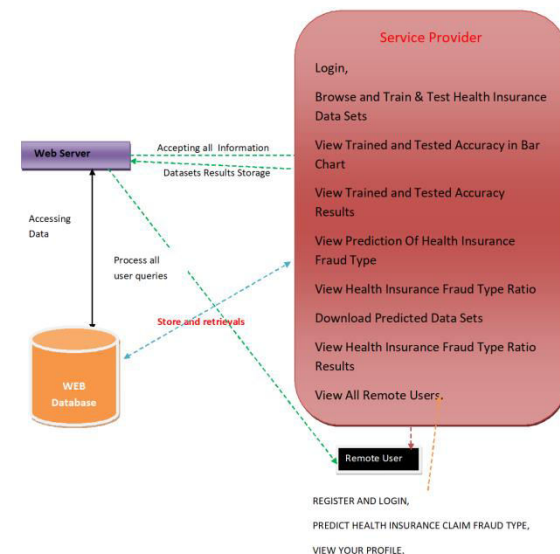 Service Provider
Login,
Browse and Train & Test Health Insurance
Data Sets
View Trained and Tested Accuracy in Bar
Chart
View Trained and Tested Accuracy
Results
View Prediction Of Health Insurance
Fraud Type
View Health Insurance Fraud Type Ratio
Download Predicted Data Sets
View Health Insurance Fraud Type Ratio
Results
View All Remote Users.
Web Server
Accepting all Information
Datasets Results Storage
Accessing
Data
Process all
user queries
Store and retrievals
WEB
Database
Remote User
REGISTER AND LOGIN,
PREDICT HEALTH INSURANCE CLAIM FRAUD TYPE,
VIEW YOUR PROFILE.